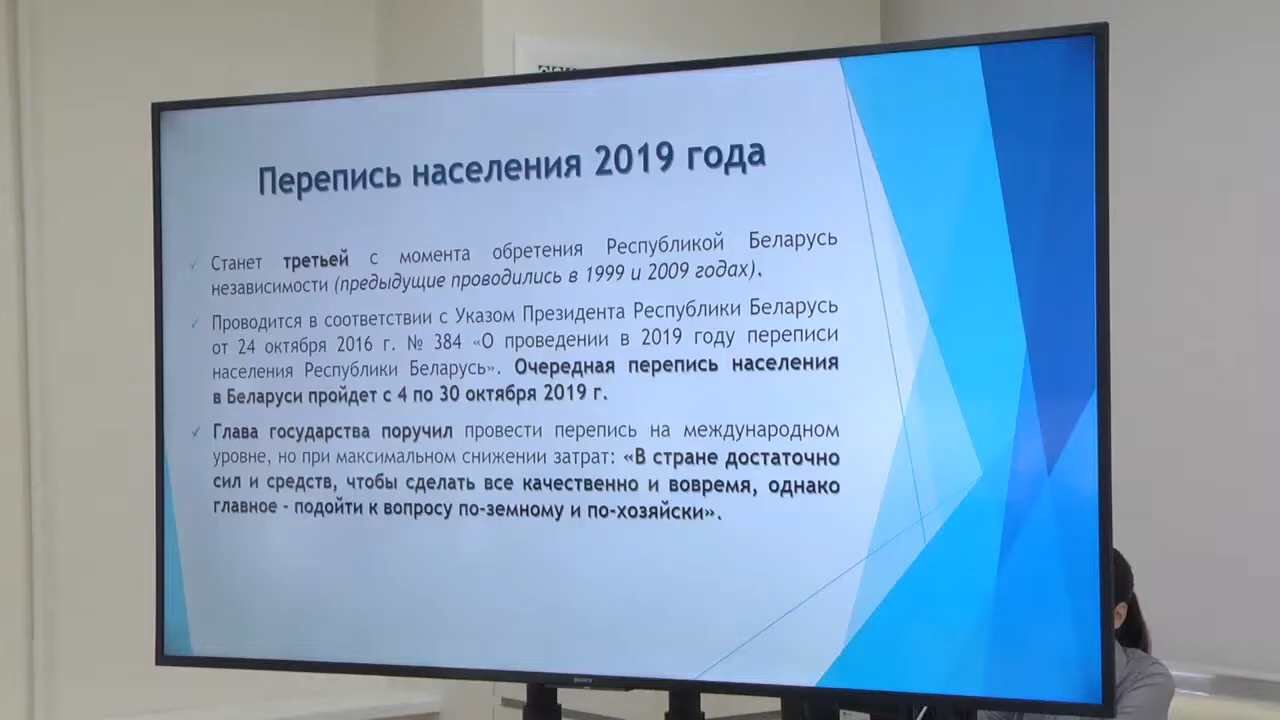 Перепись населения 2019 года
Станет третьей с момента обретения Республикой Беларусь
независимости (предыдущие проводились в 1999 и 2009 годах).
Проводится в соответствии с Указом Президента Республики Беларусь
от 24 октября 2016 г. № 384 «О проведении в 2019 году переписи
населения Республики Беларусь». Очередная перепись населения
в Беларуси пройдет с 4 по 30 октября 2019 г.
Глава государства поручил провести перепись на международном
уровне, но при максимальном снижении затрат: «В стране достаточно
сил и средств, чтобы сделать все качественно и вовремя, однако
главное - подойти к вопросу по-земному и по-хозяйски».
SONY